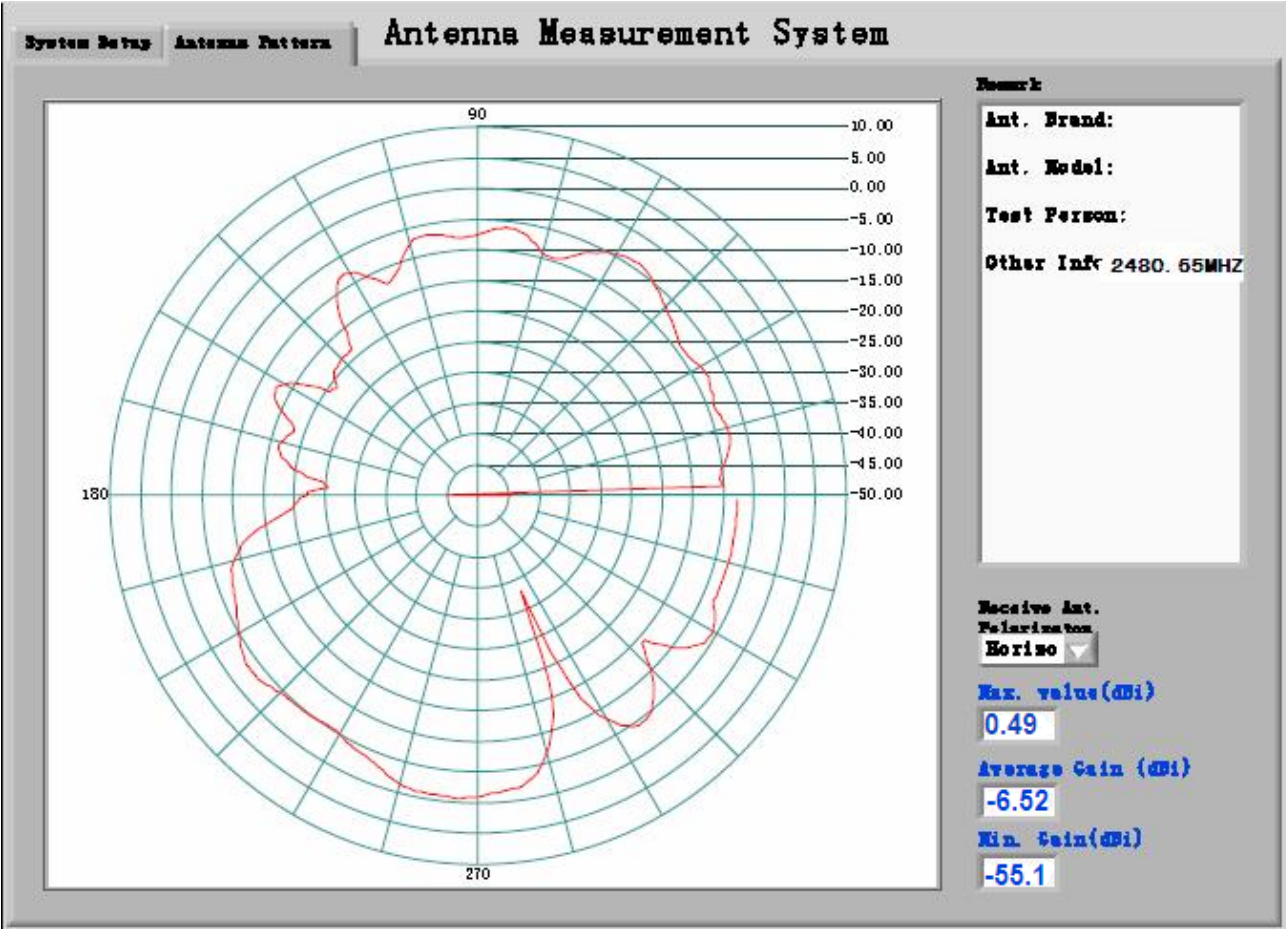 Antenna Measurement System
System Setup
Antenna Pattern
Remark
90
10.00
5.00
0.00
-5.00
-10.00
-15.00
-20.00
-25.00
-30.00
-35.00
-40.00
-45.00
-50.00
180
270
Ant. Brand:
Ant. Model:
Test Person:
Other Inf
2480.65MHZ
Receive Ant.
Polarizaton
Horizo
Max. value(dBi)
0.49
Average Gain (dBi)
-6.52
Min. Gain(dBi)
-55.1